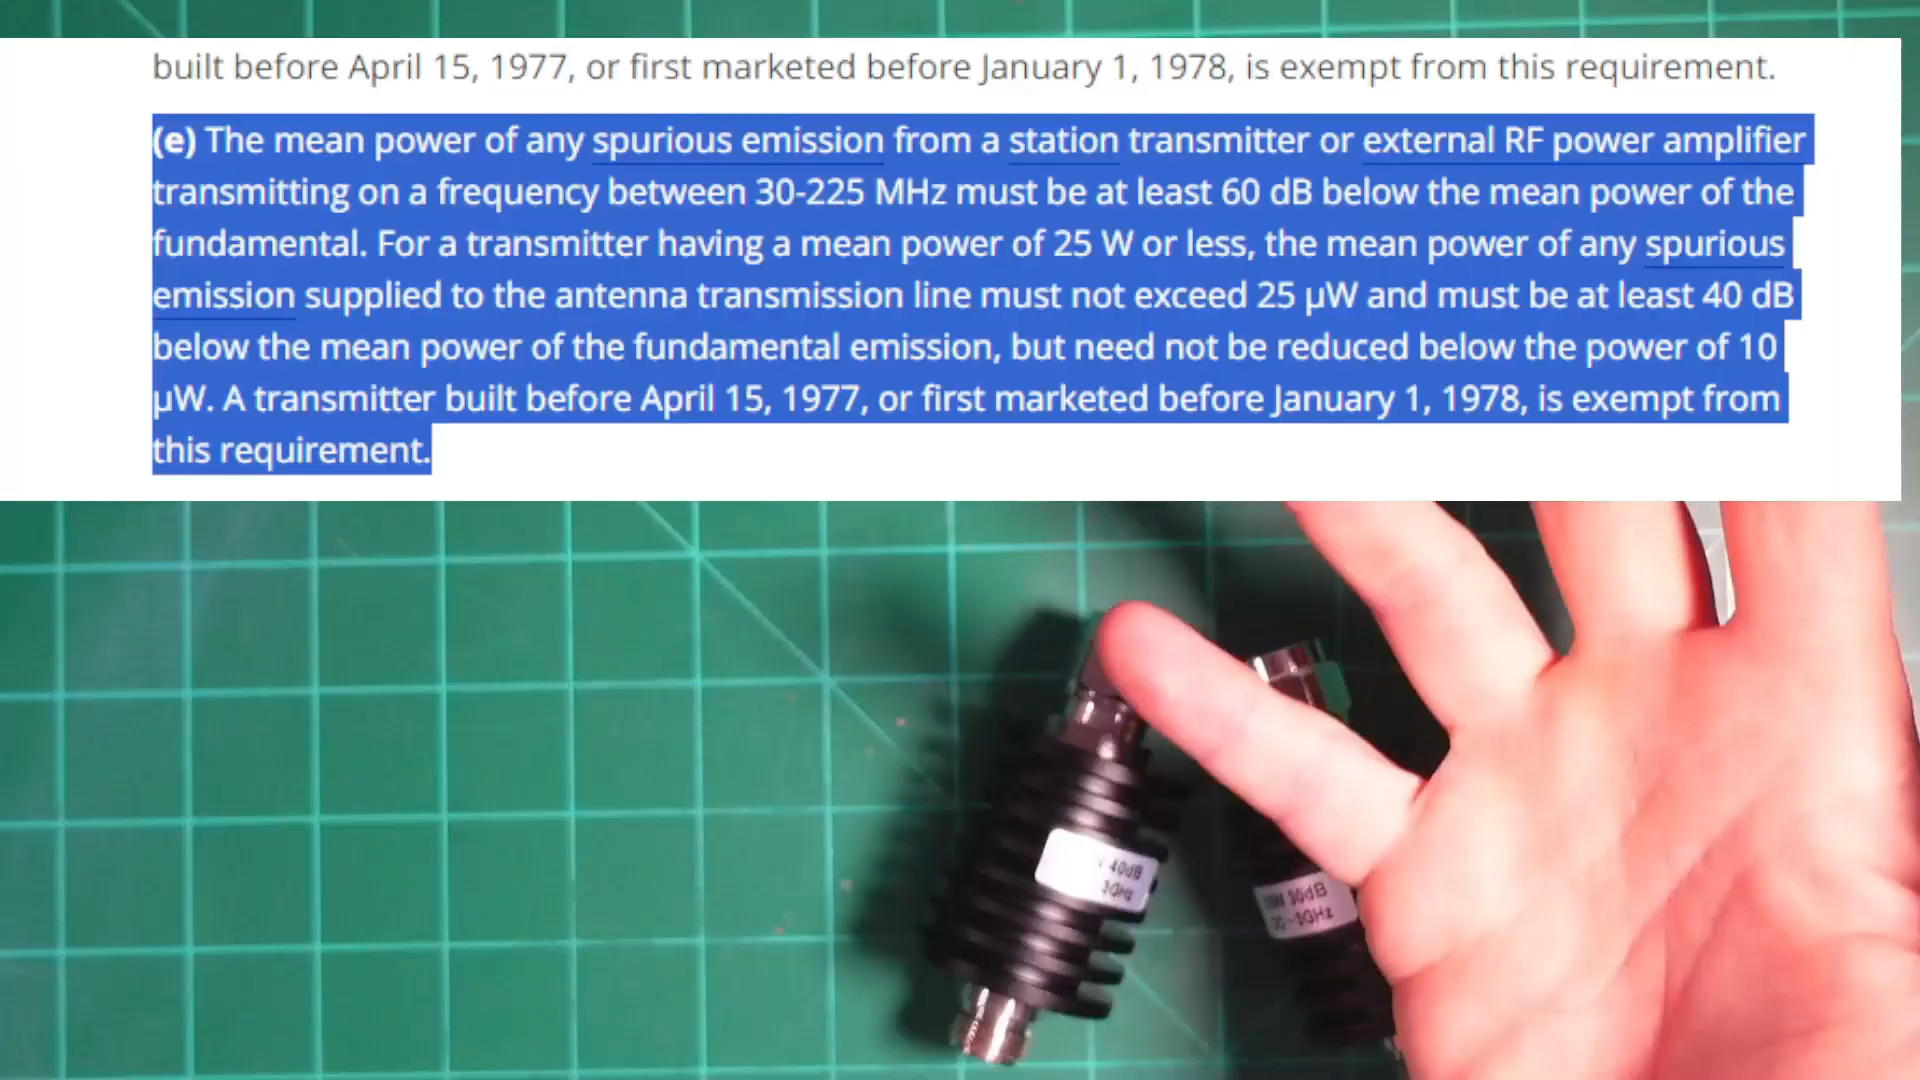 built before April 15, 1977, or first marketed before January 1, 1978, is exempt from this requirement.
(e) The mean power of any spurious emission from a station transmitter or external RF power amplifier
transmitting on a frequency between 30-225 MHz must be at least 60 dB below the mean power of the
fundamental. For a transmitter having a mean power of 25 W or less, the mean power of any spurious
emission supplied to the antenna transmission line must not exceed 25 µW and must be at least 40 dB
below the mean power of the fundamental emission, but need not be reduced below the power of 10
µW. A transmitter built before April 15, 1977, or first marketed before January 1, 1978, is exempt from
this requirement.
40dB
3GHz
30dB